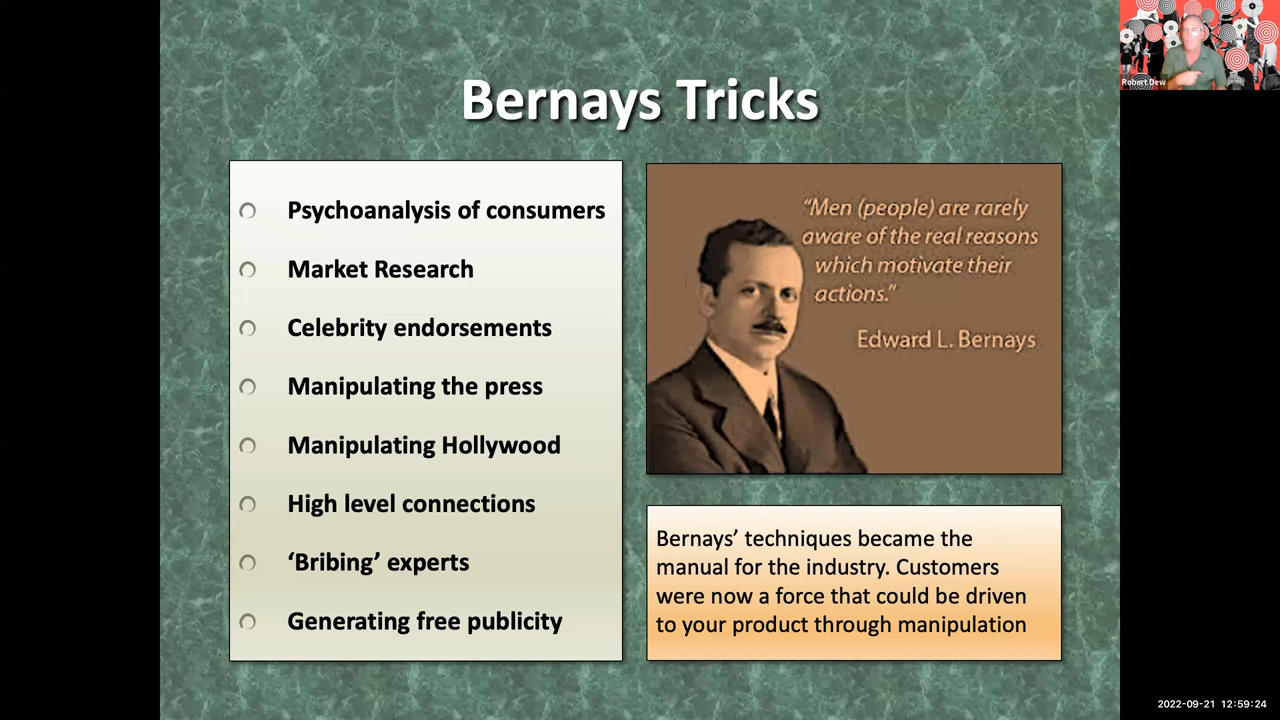 Bernays Tricks
Psychoanalysis of consumers
Market Research
Celebrity endorsements
Manipulating the press
Manipulating Hollywood
High level connections
‘Bribing’ experts
Generating free publicity
“Men (people) are rarely
aware of the real reasons
which motivate their
actions.”
Edward L. Bernays
Bernays’ techniques became the
manual for the industry. Customers
were now a force that could be driven
to your product through manipulation
Robert Dew
2022-09-21 12:59:24